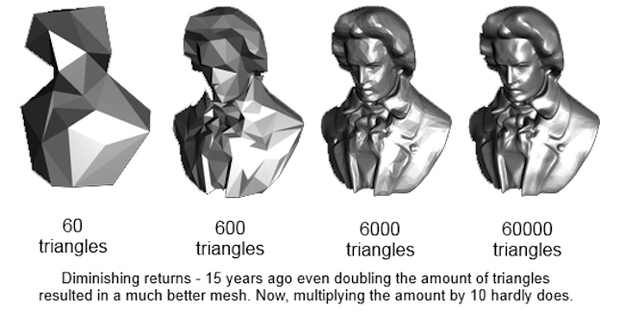 60
triangles
600
triangles
6000
triangles
60000
triangles
Diminishing returns - 15 years ago even doubling the amount of triangles
resulted in a much better mesh. Now, multiplying the amount by 10 hardly does.